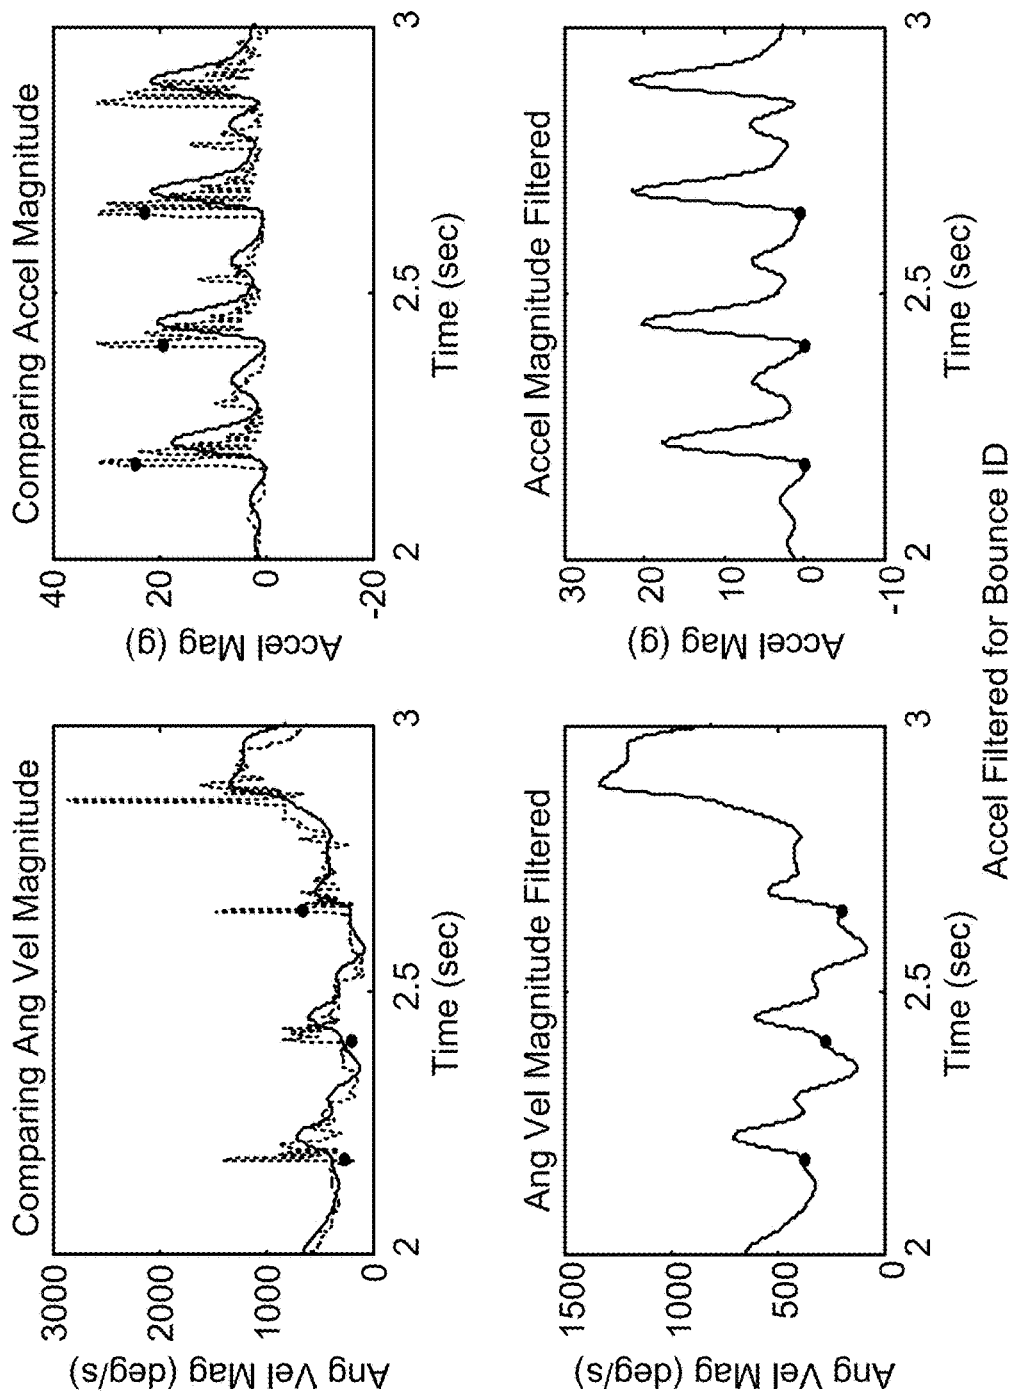 Comparing Ang Vel Magnitude
Ang Vel Mag (deg/s)
3000
2000
1000
0
2
2.5
3
Time (sec)
Comparing Accel Magnitude
Accel Mag (g)
40
20
0
-20
2
2.5
3
Time (sec)
Ang Vel Magnitude Filtered
Ang Vel Mag (deg/s)
1500
1000
500
0
2
2.5
3
Time (sec)
Accel Magnitude Filtered
Accel Mag (g)
30
20
10
0
-10
2
2.5
3
Time (sec)
Accel Filtered for Bounce ID